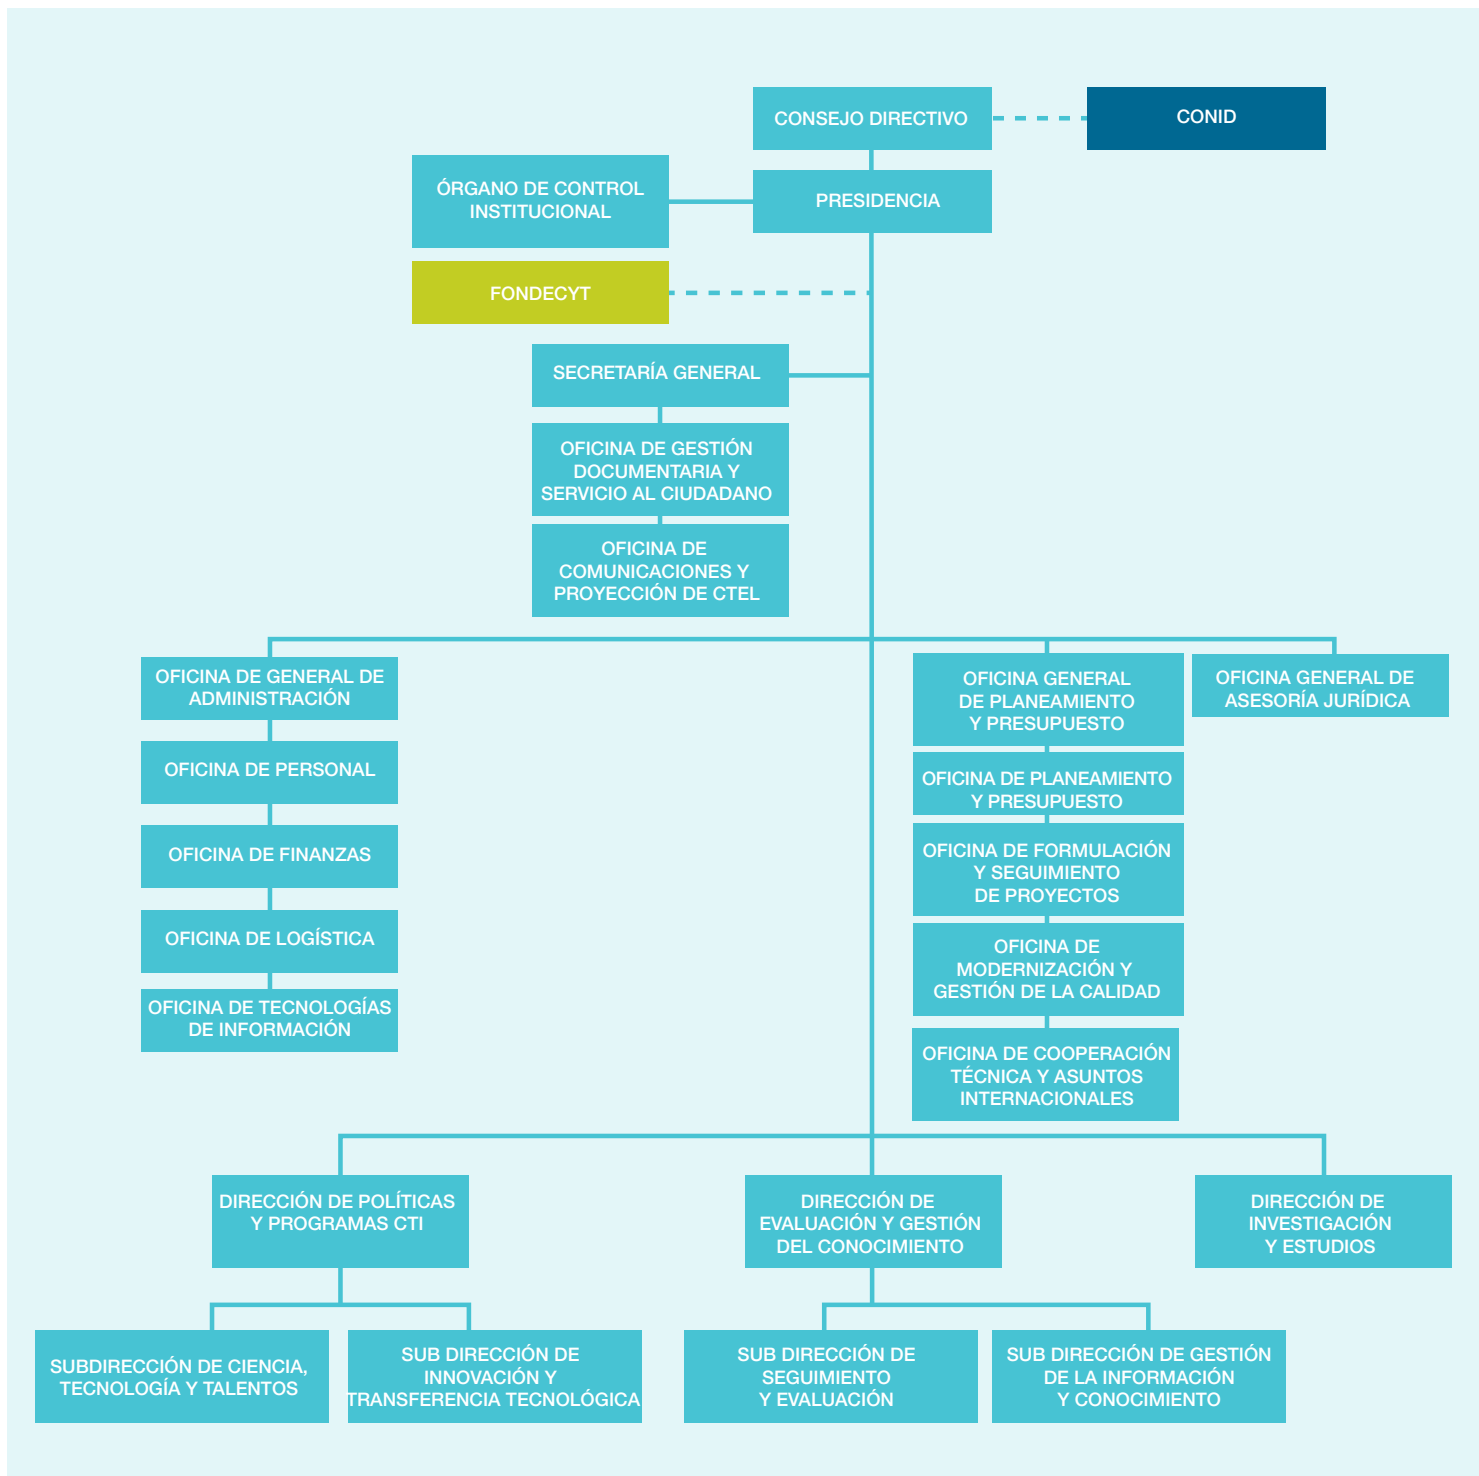 CONSEJO DIRECTIVO
CONID
ÓRGANO DE CONTROL
INSTITUCIONAL
PRESIDENCIA
FONDECYT
SECRETARÍA GENERAL
OFICINA DE GESTIÓN
DOCUMENTARIA Y
SERVICIO AL CIUDADANO
OFICINA DE
COMUNICACIONES Y
PROYECCIÓN DE CTEL
OFICINA DE GENERAL DE
ADMINISTRACIÓN
OFICINA DE PERSONAL
OFICINA DE FINANZAS
OFICINA DE LOGÍSTICA
OFICINA DE TECNOLOGÍAS
DE INFORMACIÓN
OFICINA GENERAL
DE PLANEAMIENTO
Y PRESUPUESTO
OFICINA DE PLANEAMIENTO
Y PRESUPUESTO
OFICINA DE FORMULACIÓN
Y SEGUIMIENTO
DE PROYECTOS
OFICINA DE
MODERNIZACIÓN Y
GESTIÓN DE LA CALIDAD
OFICINA DE COOPERACIÓN
TÉCNICA Y ASUNTOS
INTERNACIONALES
OFICINA GENERAL DE
ASESORÍA JURÍDICA
DIRECCIÓN DE POLÍTICAS
Y PROGRAMAS CTI
DIRECCIÓN DE
EVALUACIÓN Y GESTIÓN
DEL CONOCIMIENTO
DIRECCIÓN DE
INVESTIGACIÓN
Y ESTUDIOS
SUBDIRECCIÓN DE CIENCIA,
TECNOLOGÍA Y TALENTOS
SUB DIRECCIÓN DE
INNOVACIÓN Y
TRANSFERENCIA TECNOLÓGICA
SUB DIRECCIÓN DE
SEGUIMIENTO
Y EVALUACIÓN
SUB DIRECCIÓN DE GESTIÓN
DE LA INFORMACIÓN
Y CONOCIMIENTO